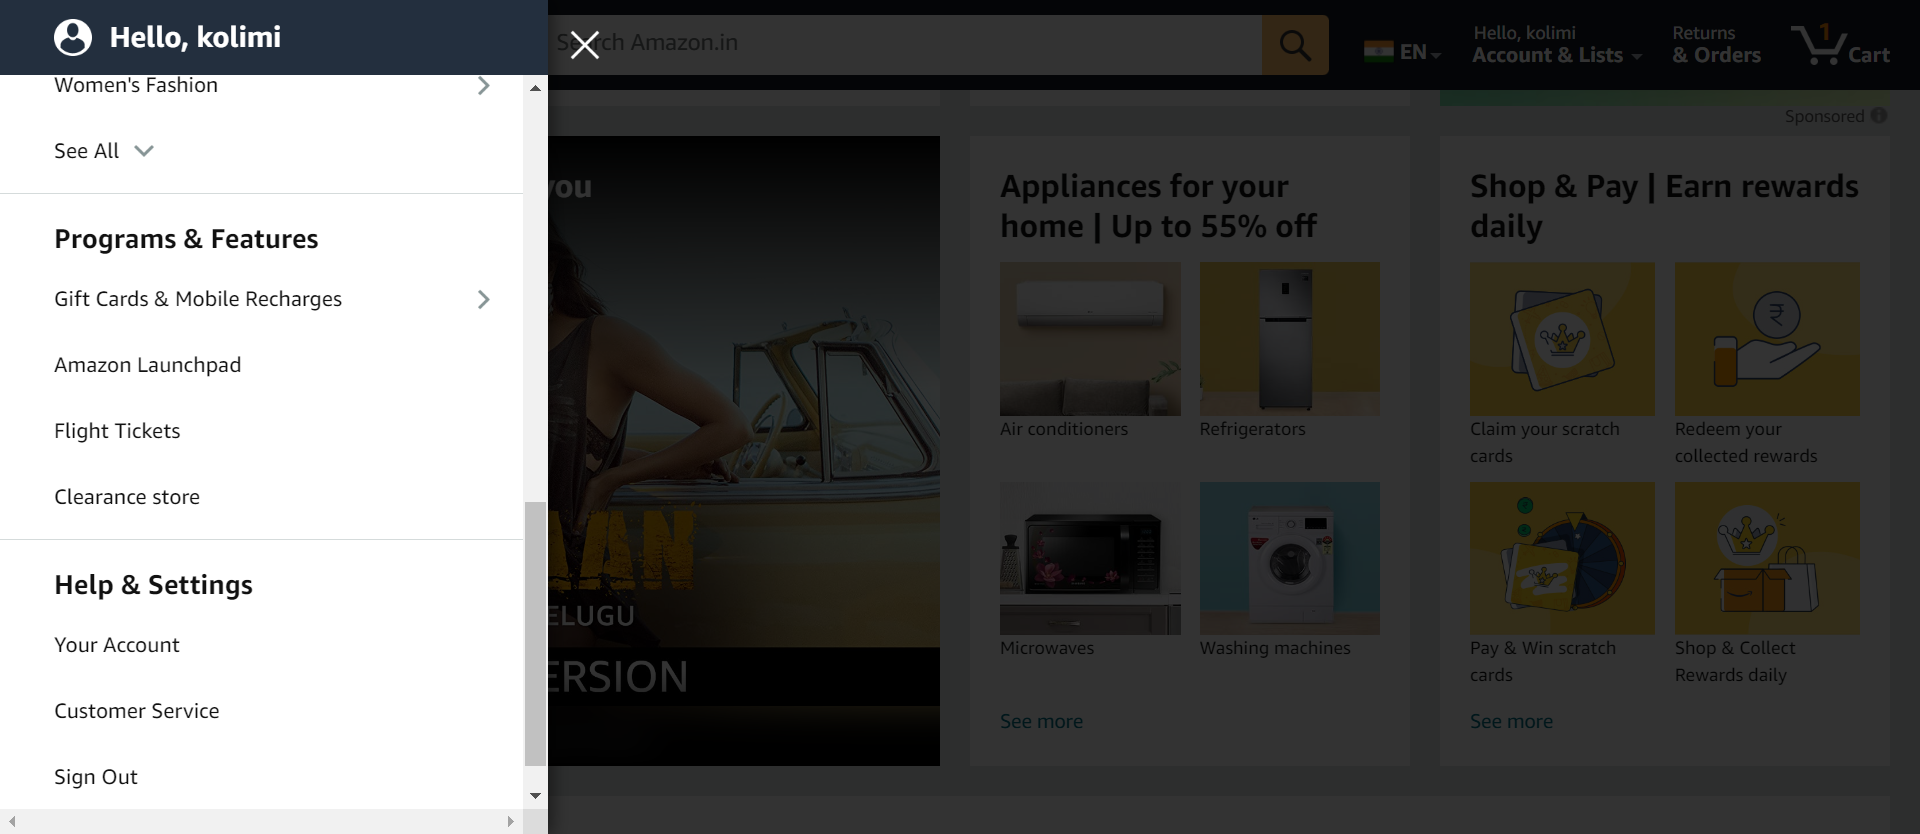 Hello, kolimi
Women's Fashion
See All
Programs & Features
Gift Cards & Mobile Recharges
Amazon Launchpad
Flight Tickets
Clearance store
Help & Settings
Your Account
Customer Service
Sign Out
Search Amazon.in
EN
Hello, kolimi
Account & Lists
Returns
& Orders
1
Cart
Sponsored
you
AN
ELUGU
ERSION
Appliances for your
home | Up to 55% off
Air conditioners
Refrigerators
Microwaves
Washing machines
See more
Shop & Pay | Earn rewards
daily
₹
Claim your scratch
cards
Redeem your
collected rewards
Pay & Win scratch
cards
Shop & Collect
Rewards daily
See more